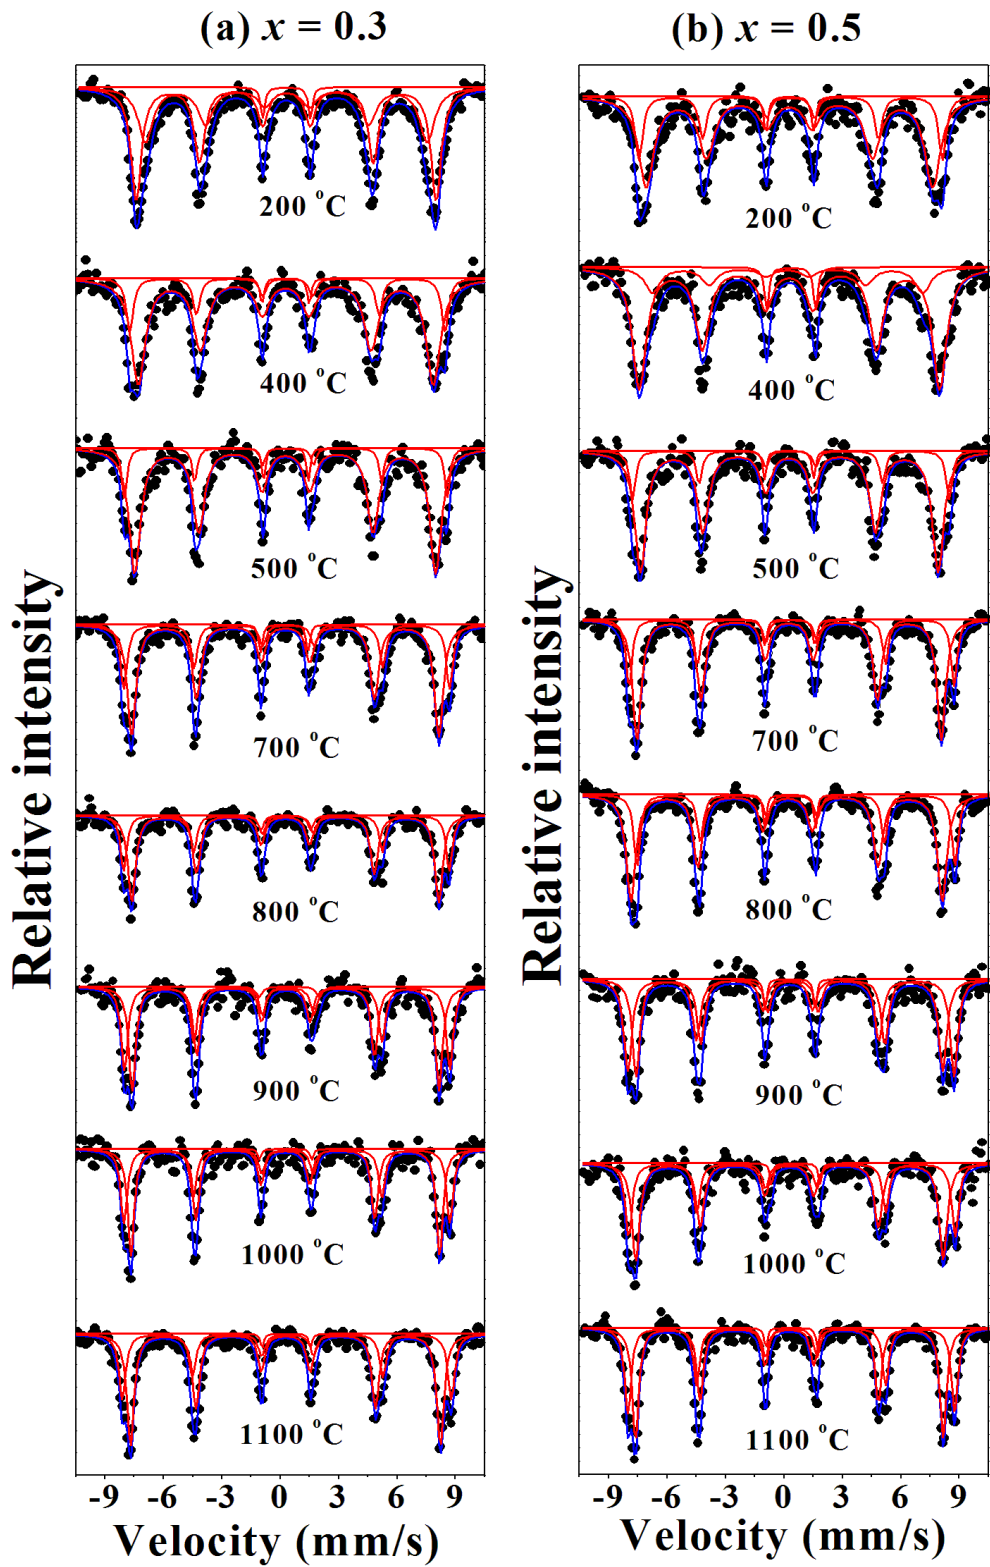 (a) x = 0.3
(b) x = 0.5
Relative intensity
200 °C
400 °C
500 °C
700 °C
800 °C
900 °C
1000 °C
1100 °C
-9 -6 -3 0 3 6 9
Velocity (mm/s)
Relative intensity
200 °C
400 °C
500 °C
700 °C
800 °C
900 °C
1000 °C
1100 °C
-9 -6 -3 0 3 6 9
Velocity (mm/s)